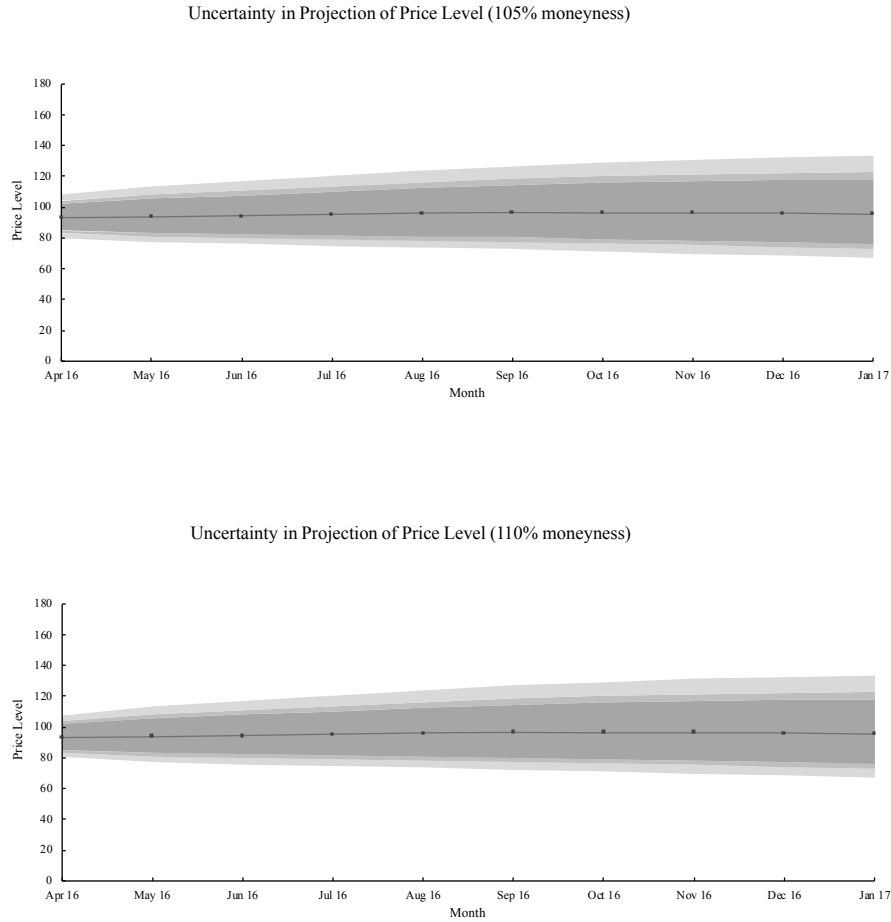 Uncertainty in Projection of Price Level (105% moneyness)
180
160
140
120
100
80
60
40
20
0
Price Level
Apr 16 May 16 Jun 16 Jul 16 Aug 16 Sep 16 Oct 16 Nov 16 Dec 16 Jan 17
Month
Uncertainty in Projection of Price Level (110% moneyness)
180
160
140
120
100
80
60
40
20
0
Price Level
Apr 16 May 16 Jun 16 Jul 16 Aug 16 Sep 16 Oct 16 Nov 16 Dec 16 Jan 17
Month